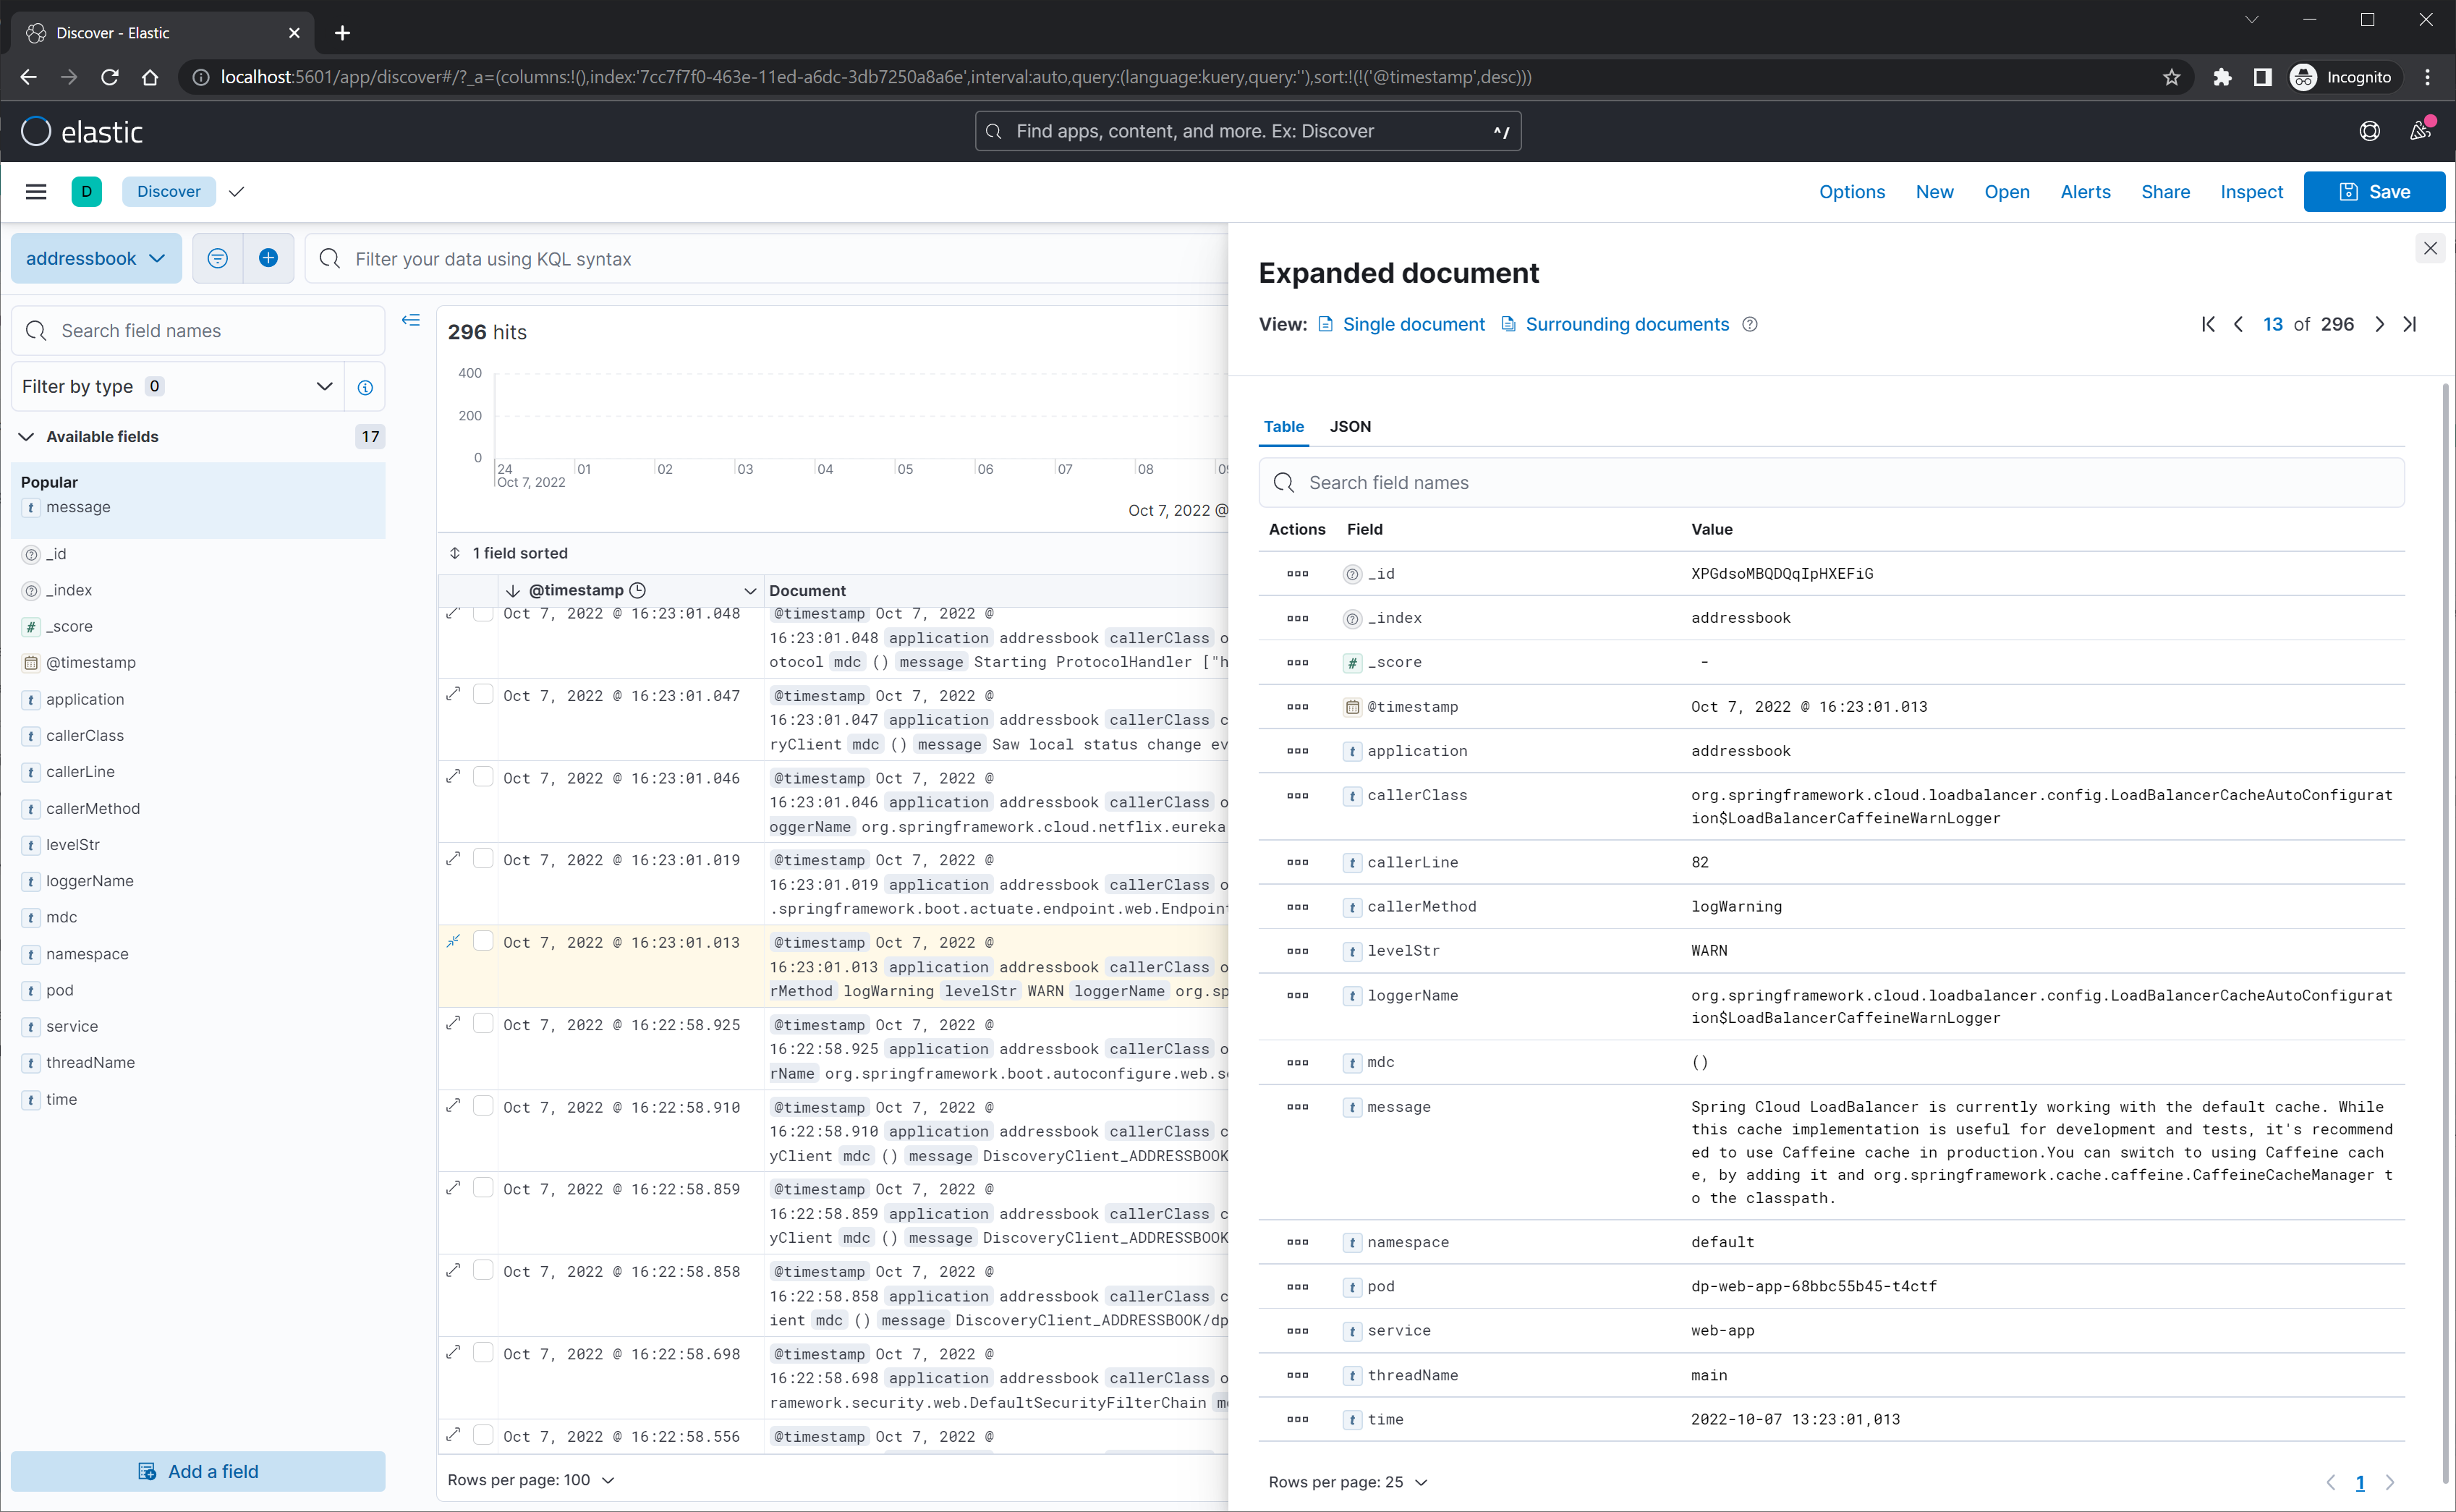 Discover - Elastic
localhost:5601/app/discover#/?_a=(columns:!(),index:'7cc7f7f0-463e-11ed-a6dc-3db7250a8a6e',interval:auto,query:(language:kuery,query:''),sort:!(!('@timestamp',desc)))
Incognito
elastic
Find apps, content, and more. Ex: Discover
^/
D
Discover
Options
New
Open
Alerts
Share
Inspect
Save
addressbook
Filter your data using KQL syntax
Search field names
Filter by type 0
Available fields 17
Popular
t message
_id
_index
# _score
@timestamp
t application
t callerClass
t callerLine
t callerMethod
t levelStr
t loggerName
t mdc
t namespace
t pod
t service
t threadName
t time
Add a field
296 hits
400
200
0
24 01 02 03 04 05 06 07 08
Oct 7, 2022
Oct 7, 2022 @
1 field sorted
@timestamp Document
Oct 7, 2022 @ 16:23:01.048 @timestamp Oct 7, 2022 @
16:23:01.048 application addressbook callerClass
otocol mdc () message Starting ProtocolHandler ["h
Oct 7, 2022 @ 16:23:01.047 @timestamp Oct 7, 2022 @
16:23:01.047 application addressbook callerClass
ryClient mdc () message Saw local status change ev
Oct 7, 2022 @ 16:23:01.046 @timestamp Oct 7, 2022 @
16:23:01.046 application addressbook callerClass
oggerName org.springframework.cloud.netflix.eureka
Oct 7, 2022 @ 16:23:01.019 @timestamp Oct 7, 2022 @
16:23:01.019 application addressbook callerClass
.springframework.boot.actuate.endpoint.web.Endpoint
Oct 7, 2022 @ 16:23:01.013 @timestamp Oct 7, 2022 @
16:23:01.013 application addressbook callerClass
rMethod logWarning levelStr WARN loggerName org.sp
Oct 7, 2022 @ 16:22:58.925 @timestamp Oct 7, 2022 @
16:22:58.925 application addressbook callerClass
rName org.springframework.boot.autoconfigure.web.se
Oct 7, 2022 @ 16:22:58.910 @timestamp Oct 7, 2022 @
16:22:58.910 application addressbook callerClass
yClient mdc () message DiscoveryClient_ADDRESSBOOK
Oct 7, 2022 @ 16:22:58.859 @timestamp Oct 7, 2022 @
16:22:58.859 application addressbook callerClass
yClient mdc () message DiscoveryClient_ADDRESSBOOK
Oct 7, 2022 @ 16:22:58.858 @timestamp Oct 7, 2022 @
16:22:58.858 application addressbook callerClass
ient mdc () message DiscoveryClient_ADDRESSBOOK/dp
Oct 7, 2022 @ 16:22:58.698 @timestamp Oct 7, 2022 @
16:22:58.698 application addressbook callerClass
ramework.security.web.DefaultSecurityFilterChain
Oct 7, 2022 @ 16:22:58.556 @timestamp Oct 7, 2022 @
Rows per page: 100
Expanded document
View: Single document Surrounding documents
13 of 296
Table JSON
Search field names
Actions Field Value
_id XPGdsoMBQDQqIpHXEFiG
_index addressbook
# _score -
@timestamp Oct 7, 2022 @ 16:23:01.013
t application addressbook
t callerClass org.springframework.cloud.loadbalancer.config.LoadBalancerCacheAutoConfigurat
ion$LoadBalancerCaffeineWarnLogger
t callerLine 82
t callerMethod logWarning
t levelStr WARN
t loggerName org.springframework.cloud.loadbalancer.config.LoadBalancerCacheAutoConfigurat
ion$LoadBalancerCaffeineWarnLogger
t mdc ()
t message Spring Cloud LoadBalancer is currently working with the default cache. While
this cache implementation is useful for development and tests, it's recommend
ed to use Caffeine cache in production.You can switch to using Caffeine cach
e, by adding it and org.springframework.cache.caffeine.CaffeineCacheManager t
o the classpath.
t namespace default
t pod dp-web-app-68bbc55b45-t4ctf
t service web-app
t threadName main
t time 2022-10-07 13:23:01,013
Rows per page: 25
1